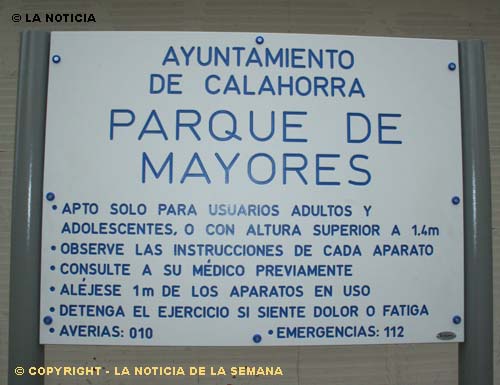 © LA NOTICIA
AYUNTAMIENTO
DE CALAHORRA
PARQUE DE
MAYORES
• APTO SOLO PARA USUARIOS ADULTOS Y
ADOLESCENTES, O CON ALTURA SUPERIOR A 1.4m
• OBSERVE LAS INSTRUCCIONES DE CADA APARATO
• CONSULTE A SU MÉDICO PREVIAMENTE
• ALÉJESE 1m DE LOS APARATOS EN USO
• DETENGA EL EJERCICIO SI SIENTE DOLOR O FATIGA
• AVERIAS: 010 • EMERGENCIAS: 112
© COPYRIGHT - LA NOTICIA DE LA SEMANA